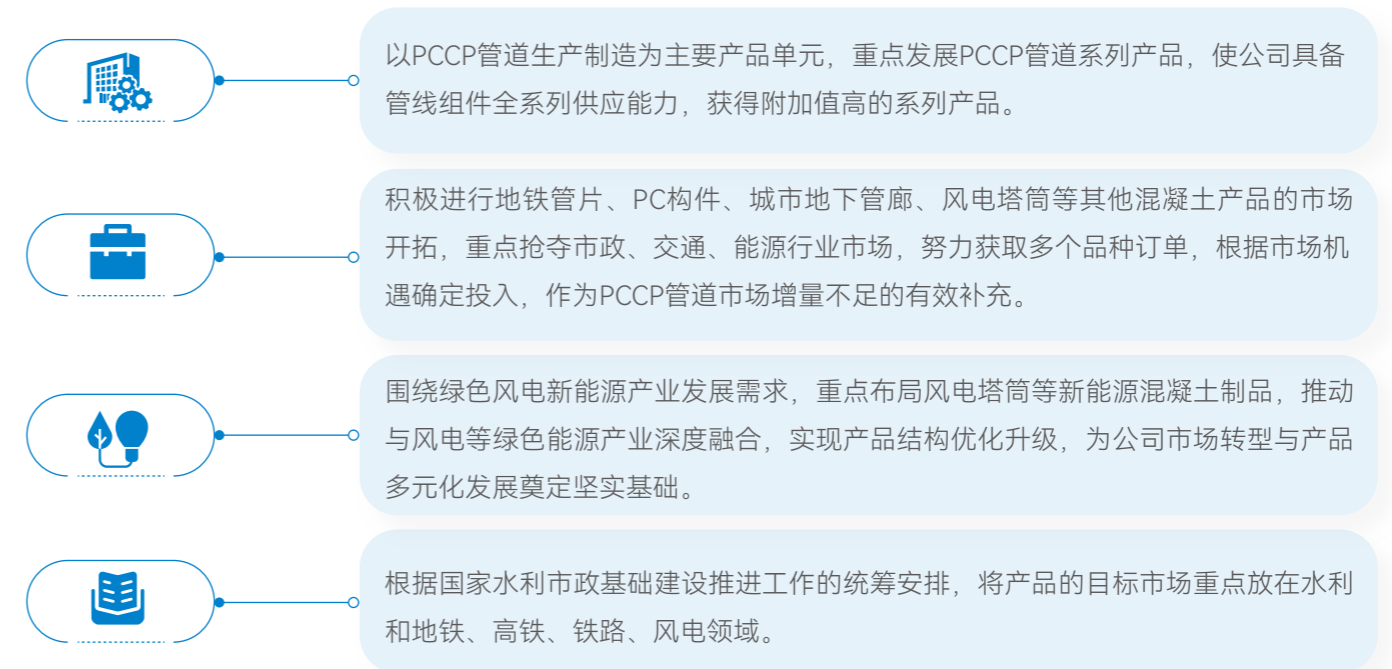 以PCCP管道生产制造为主要产品单元，重点发展PCCP管道系列产品，使公司具备
管线组件全系列供应能力，获得附加值高的系列产品。
积极进行地铁管片、PC构件、城市地下管廊、风电塔筒等其他混凝土产品的市场
开拓，重点抢夺市政、交通、能源行业市场，努力获取多个品种订单，根据市场机
遇确定投入，作为PCCP管道市场增量不足的有效补充。
围绕绿色风电新能源产业发展需求，重点布局风电塔筒等新能源混凝土制品，推动
与风电等绿色能源产业深度融合，实现产品结构优化升级，为公司市场转型与产品
多元化发展奠定坚实基础。
根据国家水利市政基础建设推进工作的统筹安排，将产品的目标市场重点放在水利
和地铁、高铁、铁路、风电领域。